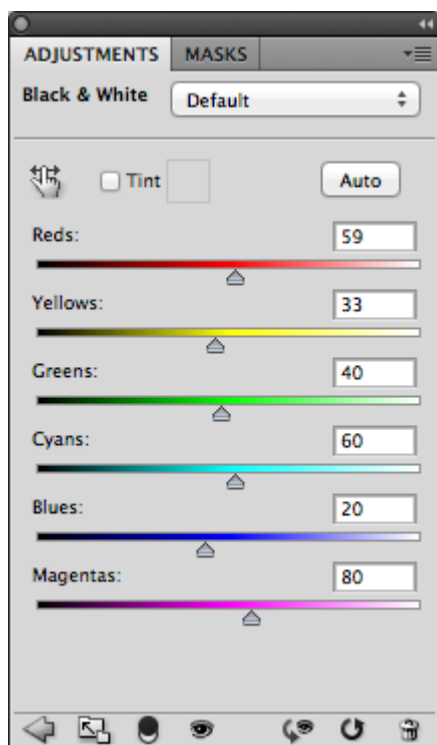 ADJUSTMENTS MASKS
Black & White Default
Tint Auto
Reds: 59
Yellows: 33
Greens: 40
Cyans: 60
Blues: 20
Magentas: 80